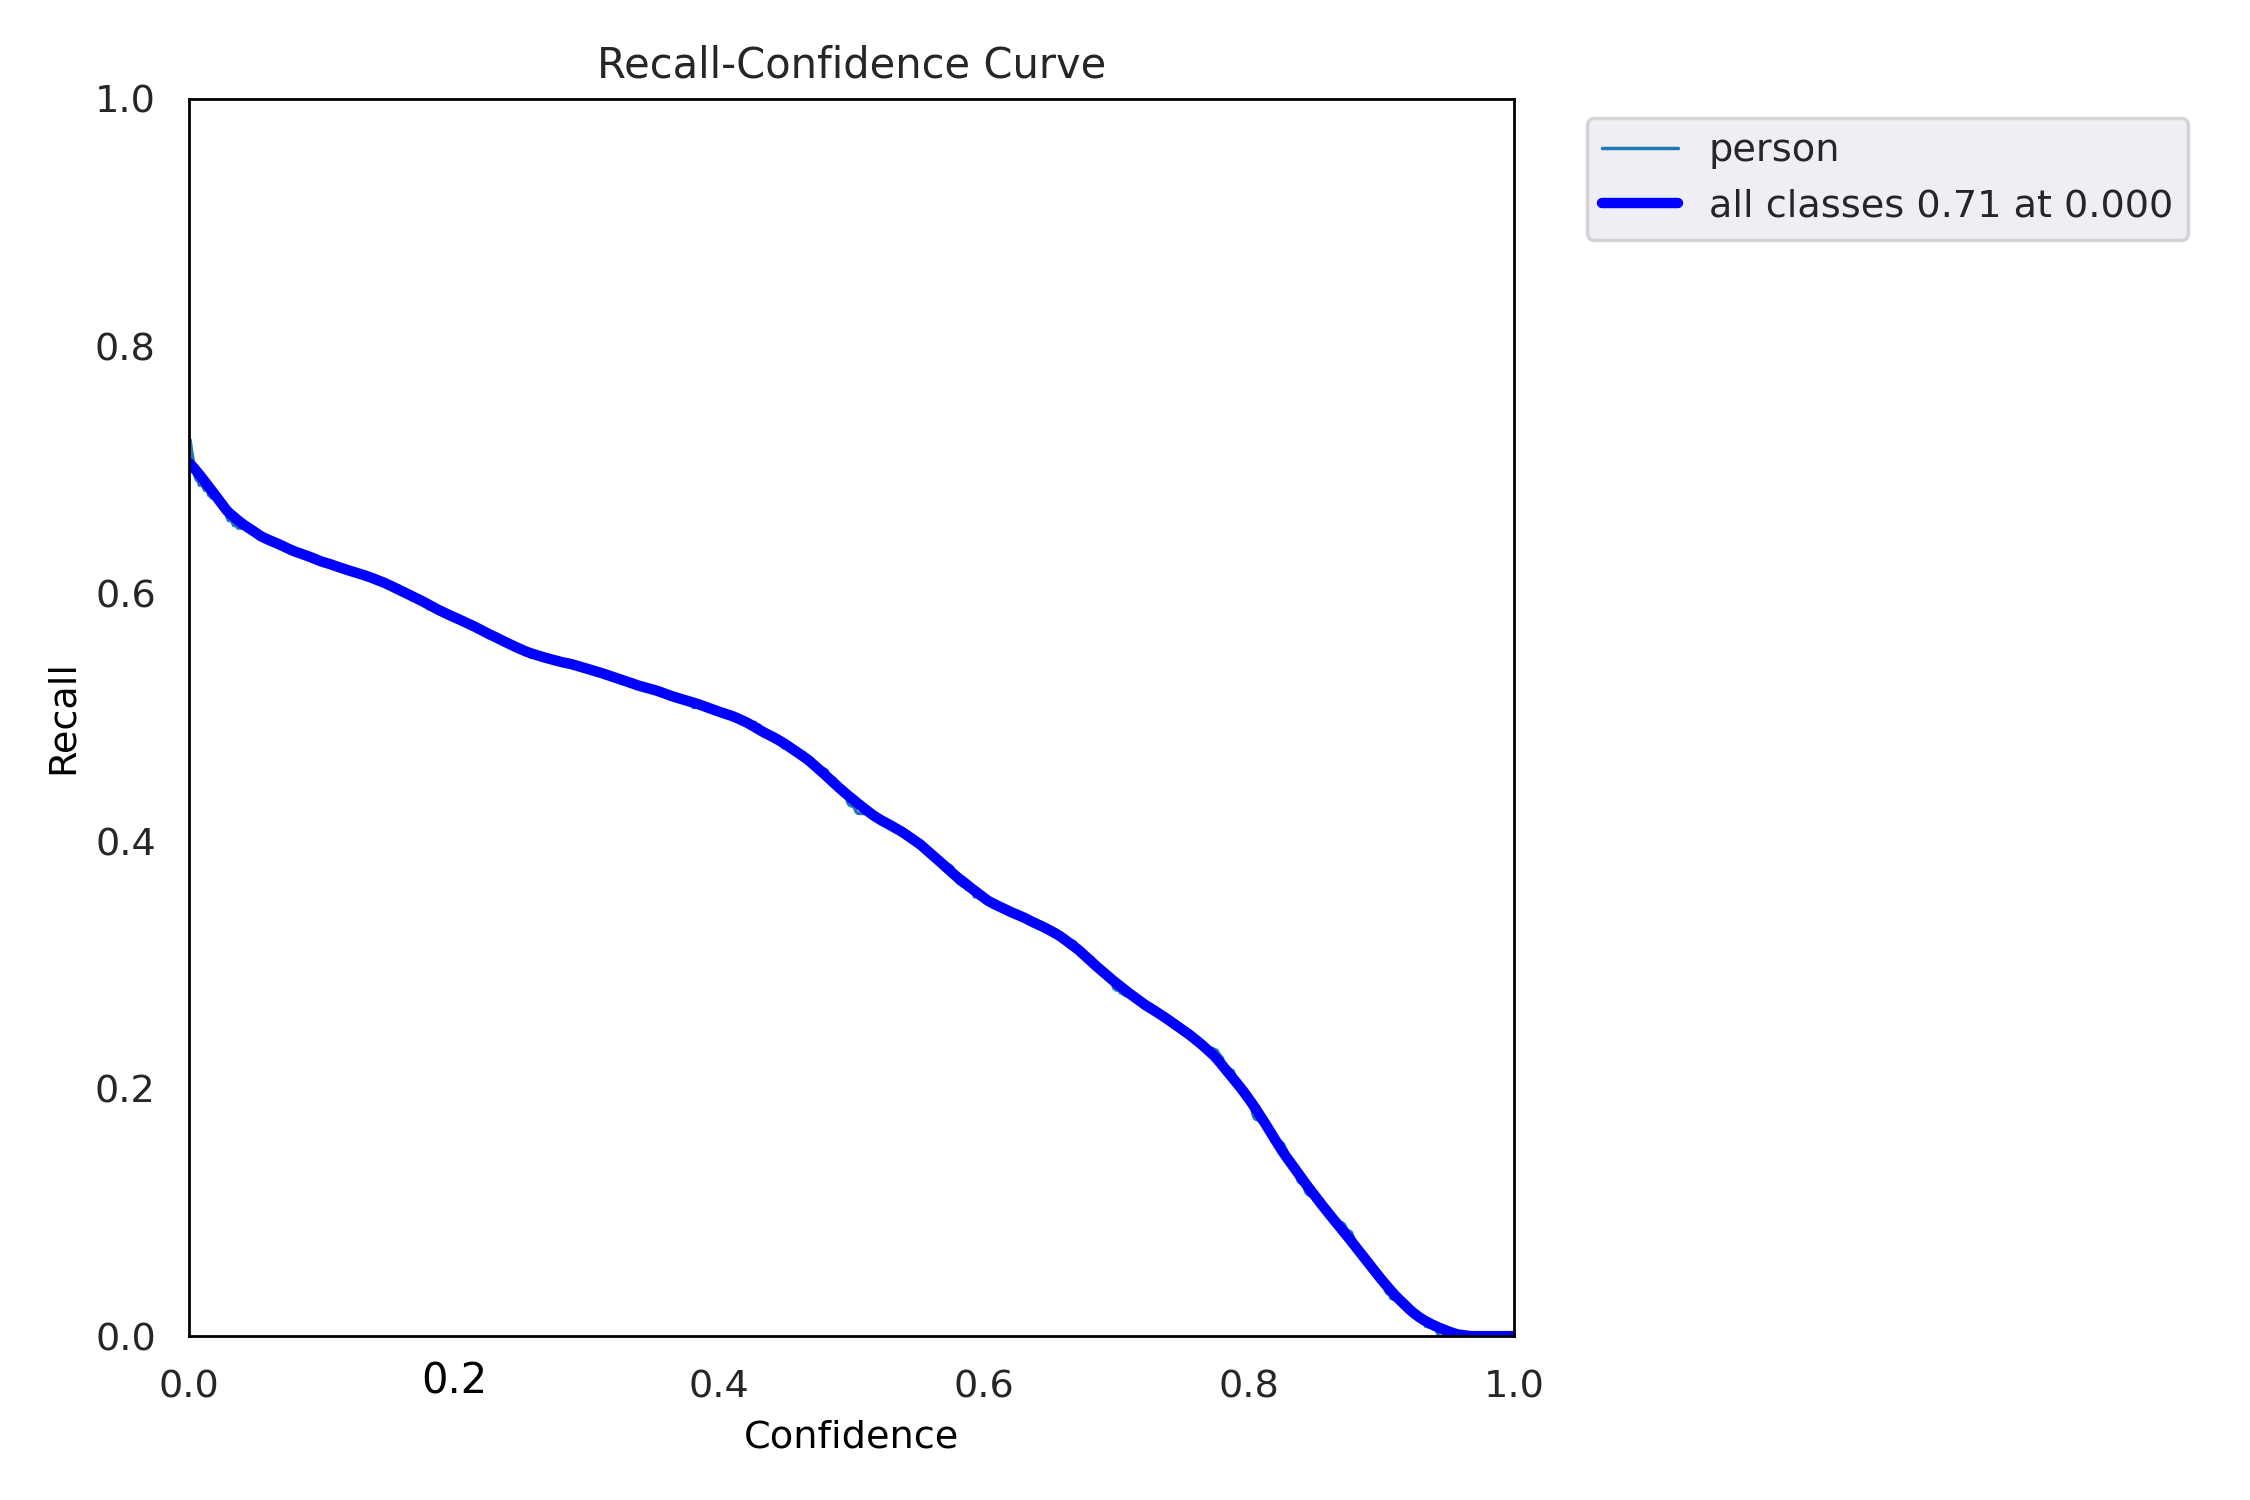 Recall-Confidence Curve
1.0
0.8
0.6
0.4
0.2
0.0
Recall
0.0 0.2 0.4 0.6 0.8 1.0
Confidence
person
all classes 0.71 at 0.000